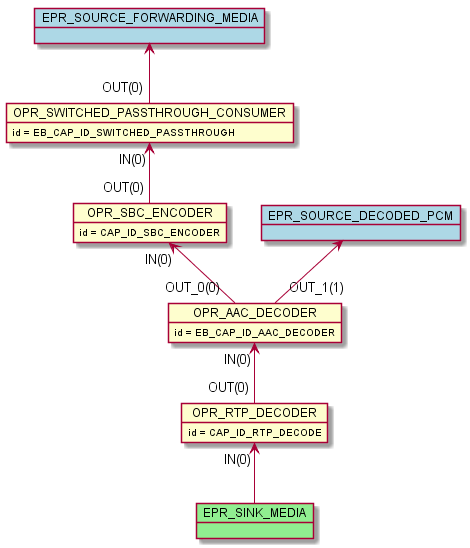 EPR_SOURCE_FORWARDING_MEDIA
OUT(0)
OPR_SWITCHED_PASSTHROUGH_CONSUMER
id = EB_CAP_ID_SWITCHED_PASSTHROUGH
IN(0)
OUT(0)
OPR_SBC_ENCODER
id = CAP_ID_SBC_ENCODER
EPR_SOURCE_DECODED_PCM
IN(0)
OUT_0(0)
OUT_1(1)
OPR_AAC_DECODER
id = EB_CAP_ID_AAC_DECODER
IN(0)
OUT(0)
OPR_RTP_DECODER
id = CAP_ID_RTP_DECODE
IN(0)
EPR_SINK_MEDIA